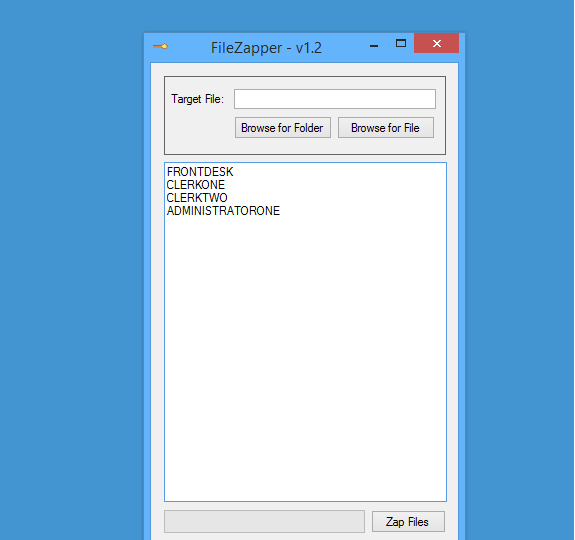 FileZapper - v1.2
Target File:
Browse for Folder Browse for File
FRONTDESK
CLERKONE
CLERKTWO
ADMINISTRATORONE
Zap Files